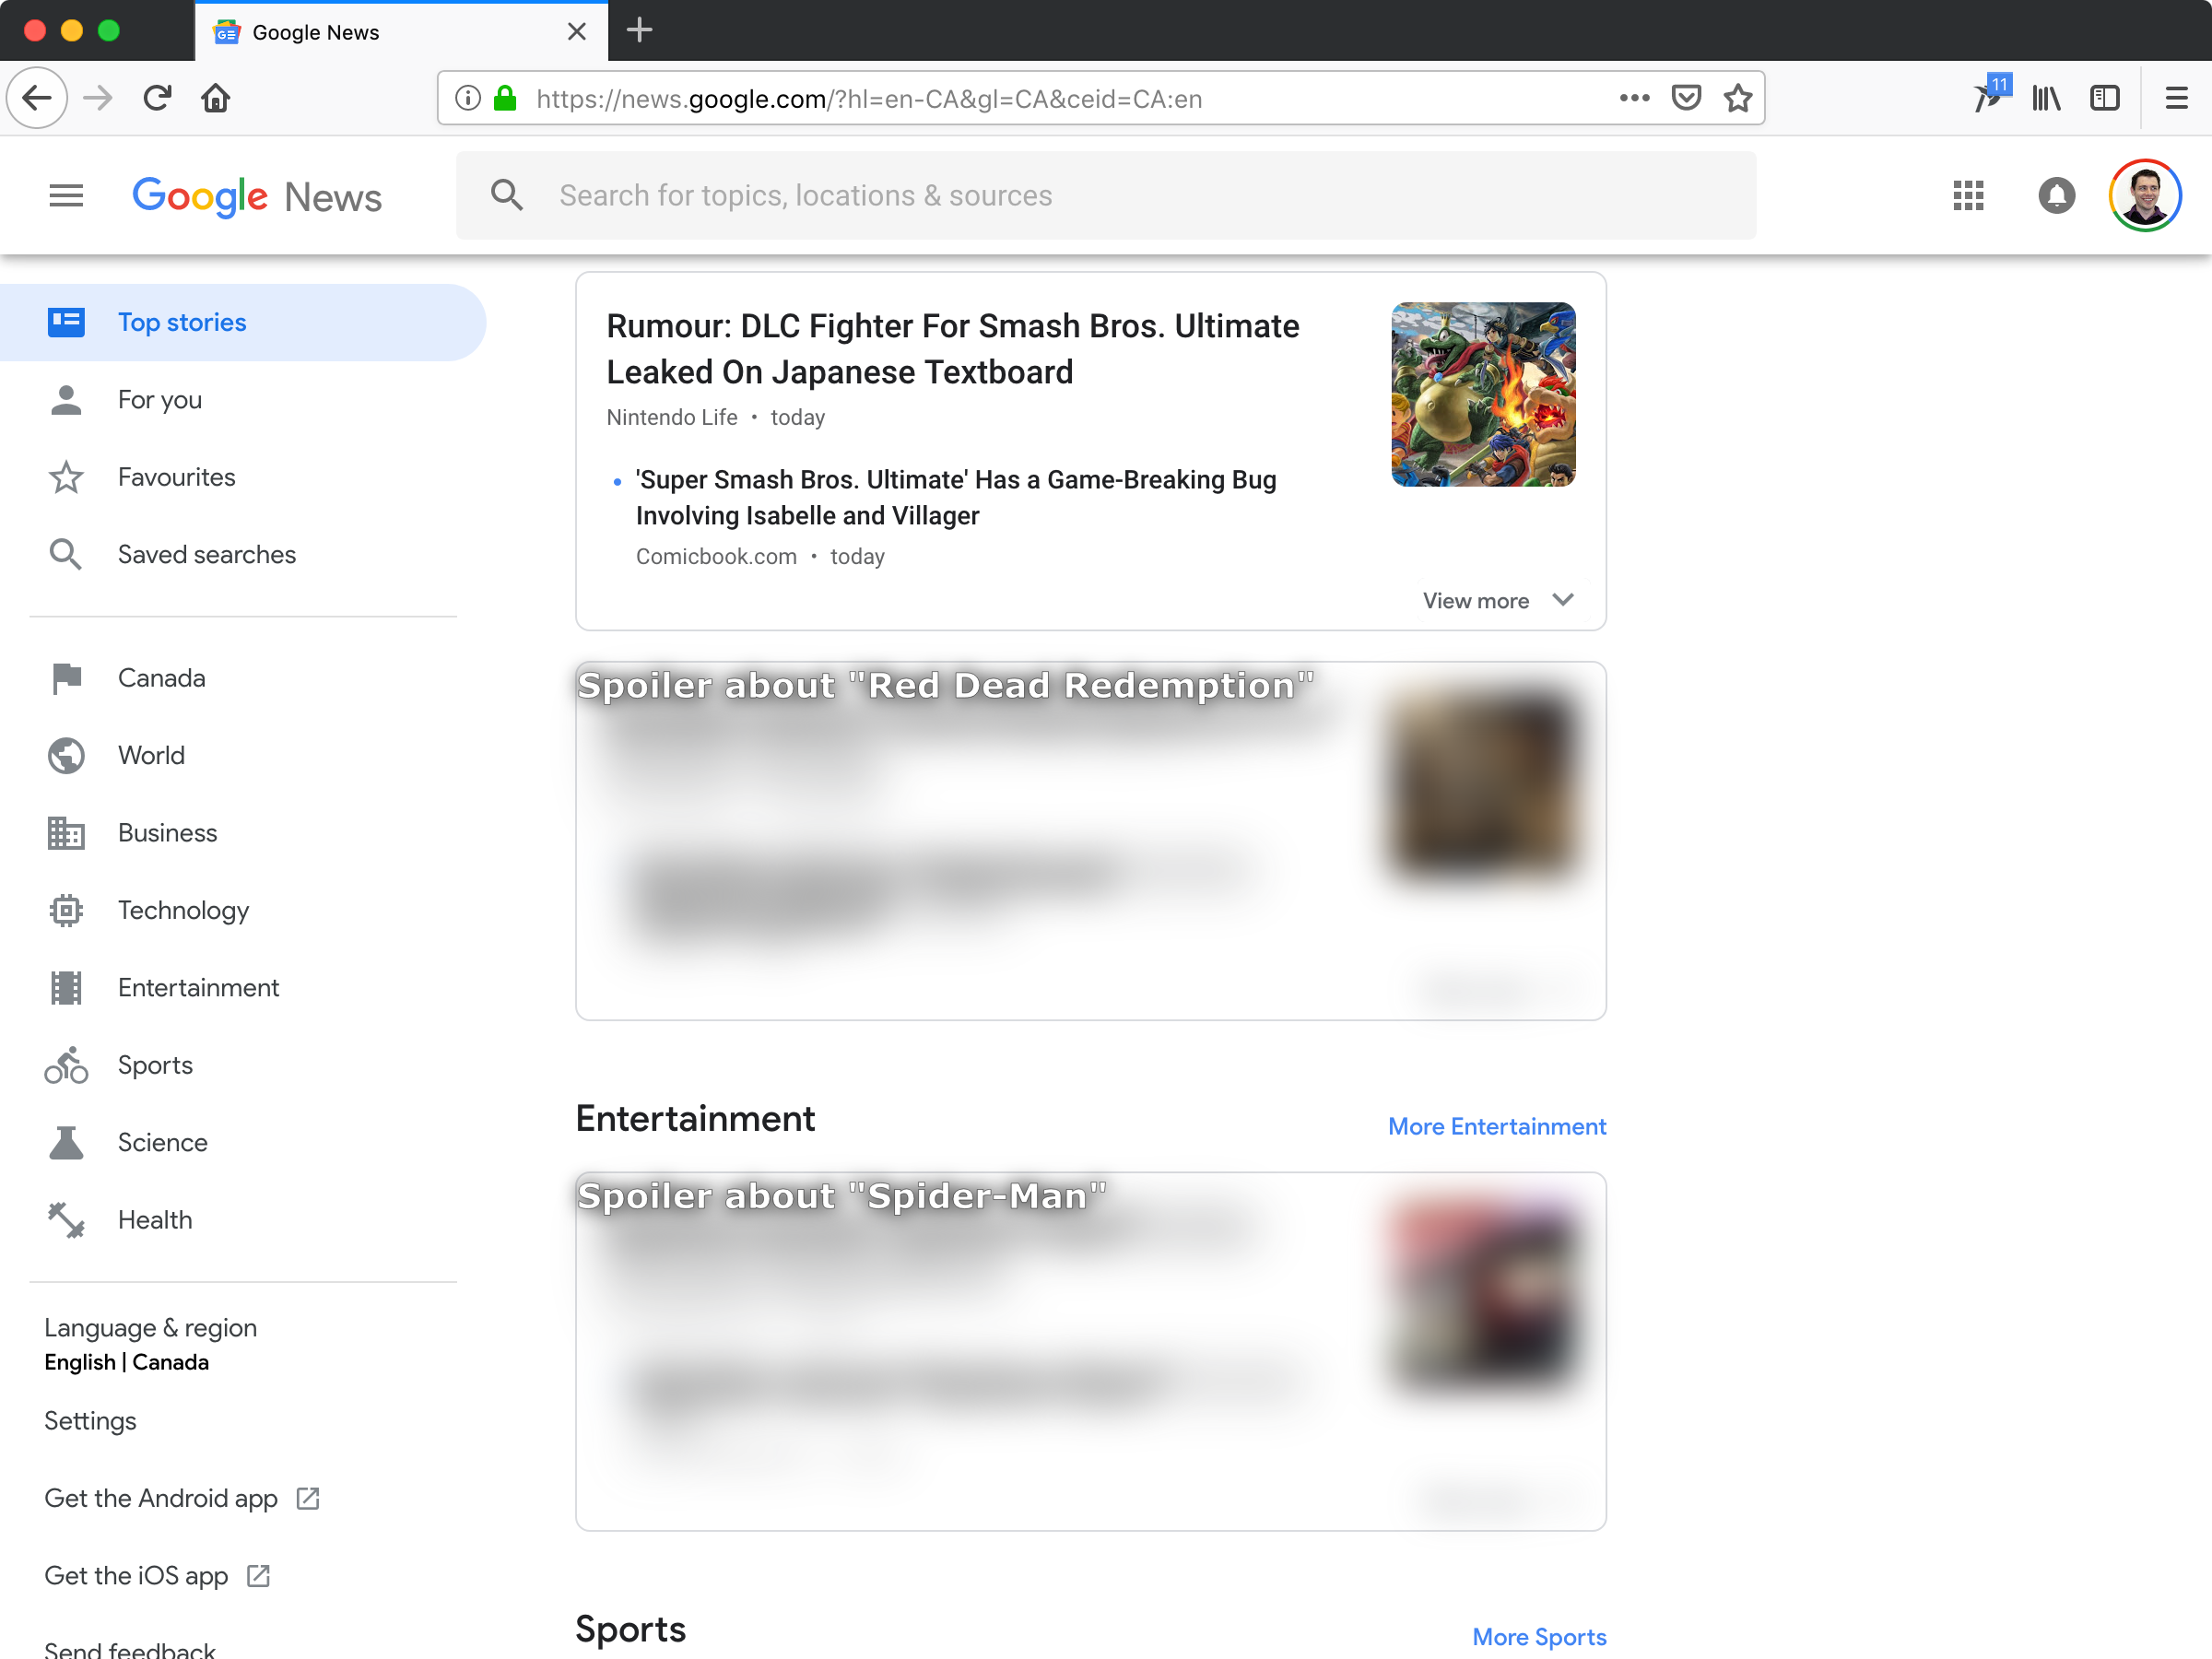 Google News
11
https://news.google.com/?hl=en-CA&gl=CA&ceid=CA:en
Google News
Search for topics, locations & sources
Top stories
For you
Favourites
Saved searches
Canada
World
Business
Technology
Entertainment
Sports
Science
Health
Language & region
English | Canada
Settings
Get the Android app
Get the iOS app
Send feedback
Rumour: DLC Fighter For Smash Bros. Ultimate
Leaked On Japanese Textboard
Nintendo Life • today
• 'Super Smash Bros. Ultimate' Has a Game-Breaking Bug
Involving Isabelle and Villager
Comicbook.com • today
View more
Spoiler about "Red Dead Redemption"
Entertainment
More Entertainment
Spoiler about "Spider-Man"
Sports
More Sports